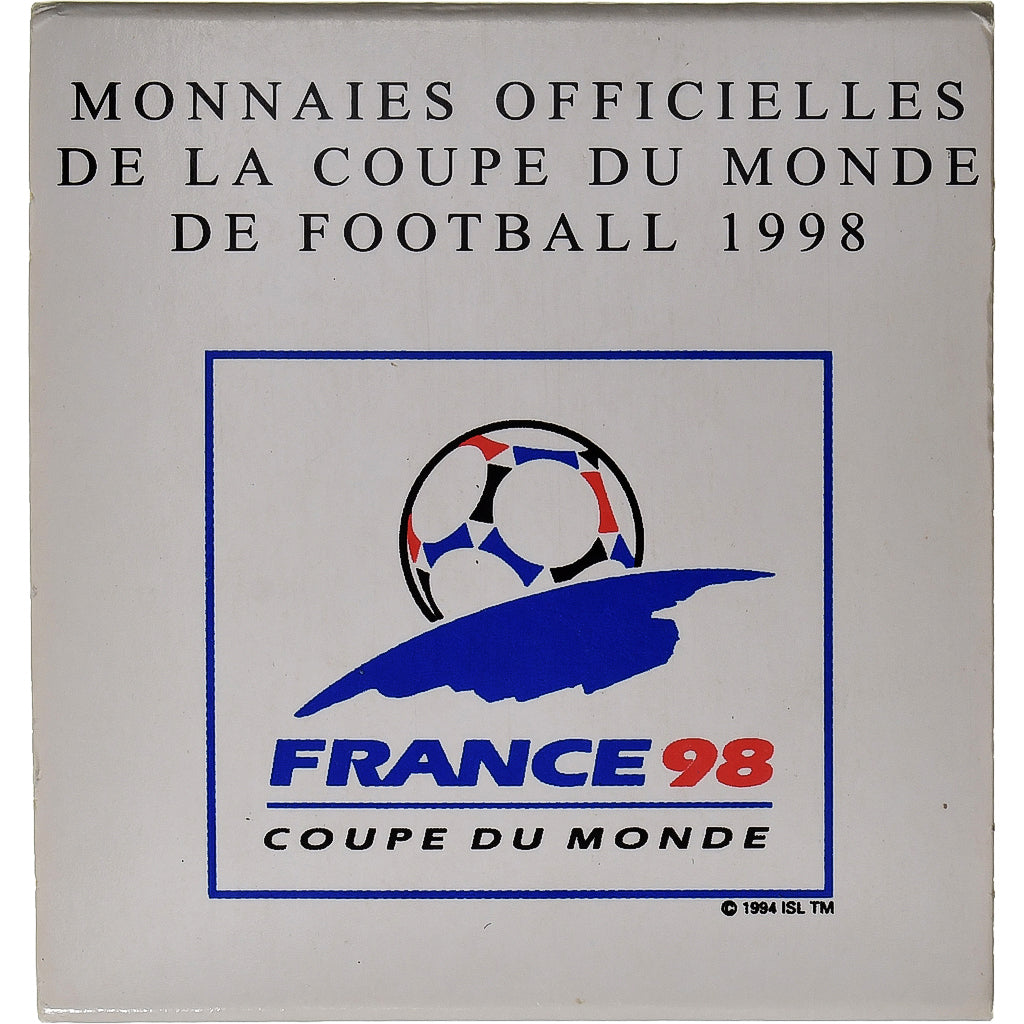 MONNAIES OFFICIELLES
DE LA COUPE DU MONDE
DE FOOTBALL 1998
FRANCE 98
COUPE DU MONDE
© 1994 ISL TM